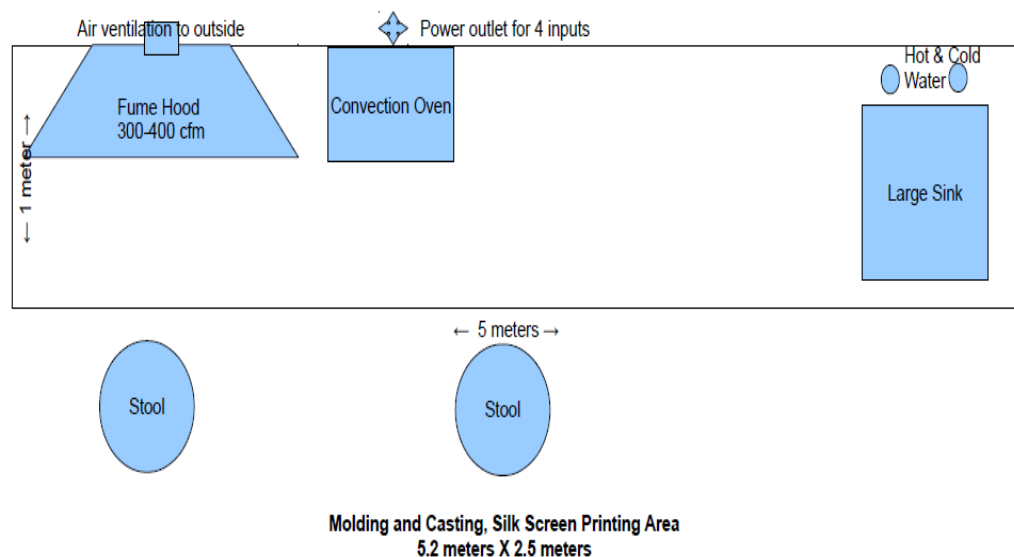 Air ventilation to outside
Power outlet for 4 inputs
Hot & Cold
Water
Fume Hood
300-400 cfm
Convection Oven
← 1 meter →
Large Sink
← 5 meters →
Stool
Stool
Molding and Casting, Silk Screen Printing Area
5.2 meters X 2.5 meters